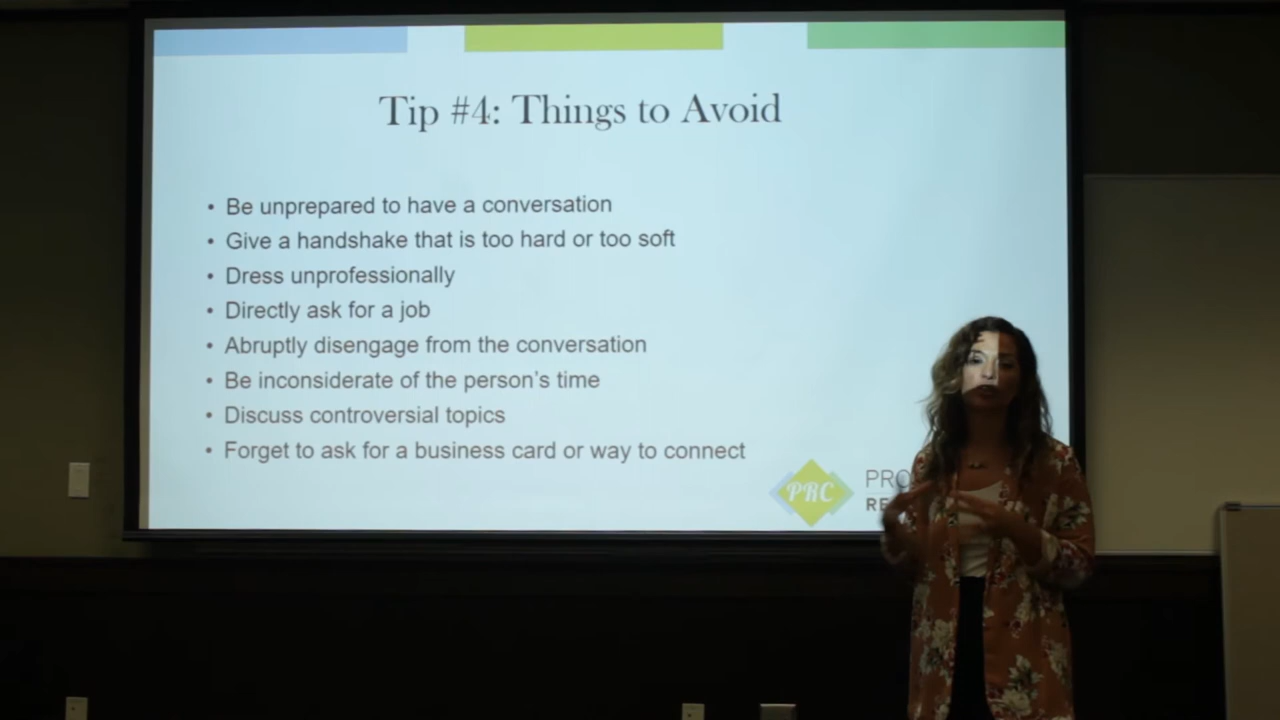 Tip #4: Things to Avoid
• Be unprepared to have a conversation
• Give a handshake that is too hard or too soft
• Dress unprofessionally
• Directly ask for a job
• Abruptly disengage from the conversation
• Be inconsiderate of the person's time
• Discuss controversial topics
• Forget to ask for a business card or way to connect
PRC